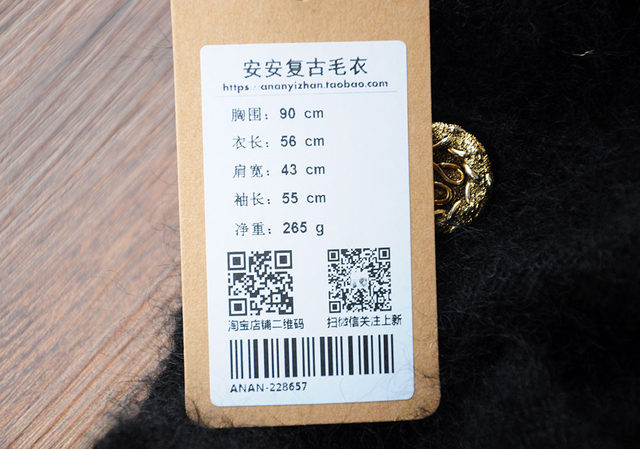 安安复古毛衣
https://ananyizhan.taobao.com
胸围: 90 cm
衣长: 56 cm
肩宽: 43 cm
袖长: 55 cm
净重: 265 g
淘宝店铺二维码 扫微信关注上新
ANAN-228657